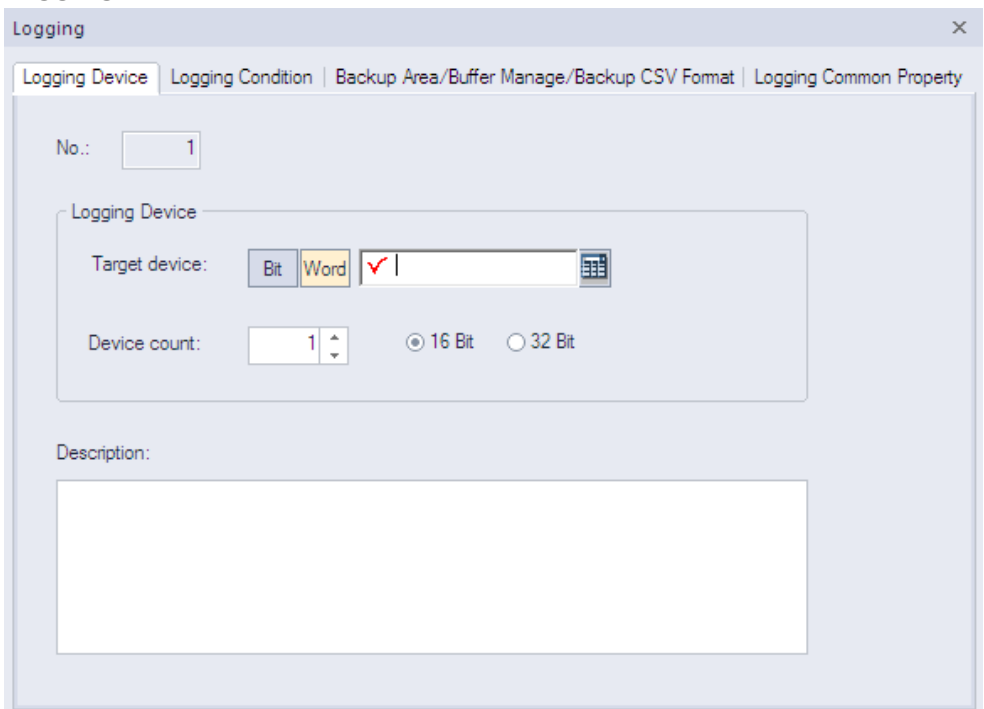 Logging
Logging Device Logging Condition Backup Area/Buffer Manage/Backup CSV Format Logging Common Property
No.: 1
Logging Device
Target device: Bit Word
Device count: 1 16 Bit 32 Bit
Description: